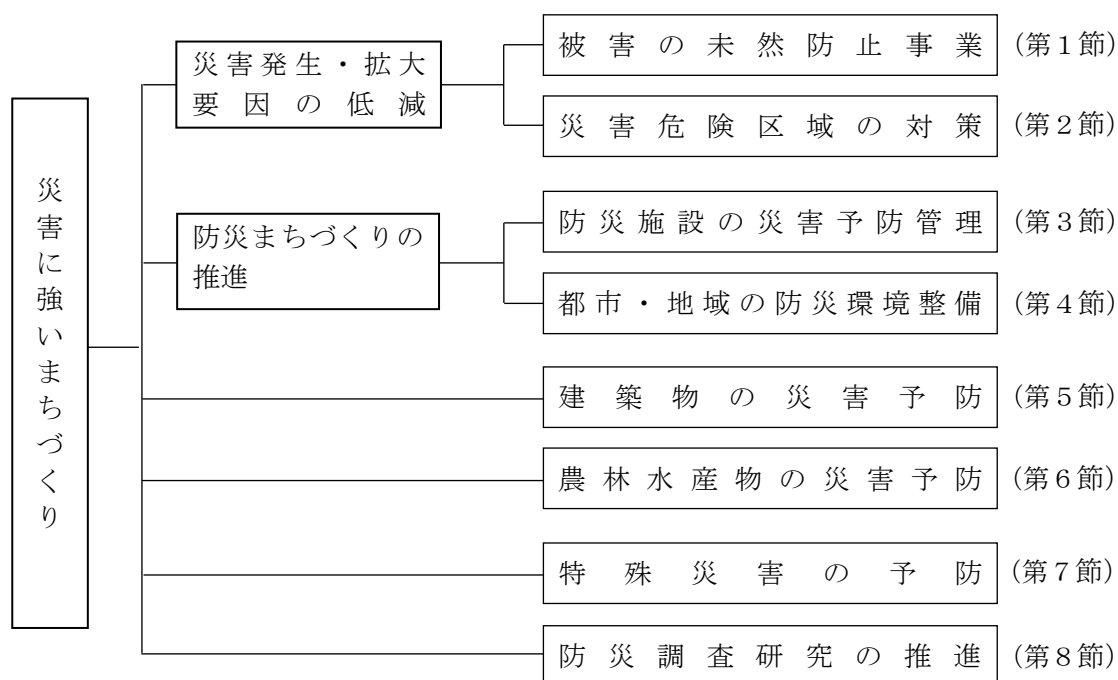 災害に強いまちづくり
災害発生・拡大
要因の低減
被害の未然防止事業 (第1節)
災害危険区域の対策 (第2節)
防災まちづくりの
推進
防災施設の災害予防管理 (第3節)
都市・地域の防災環境整備 (第4節)
建築物の災害予防 (第5節)
農林水産物の災害予防 (第6節)
特殊災害の予防 (第7節)
防災調査研究の推進 (第8節)